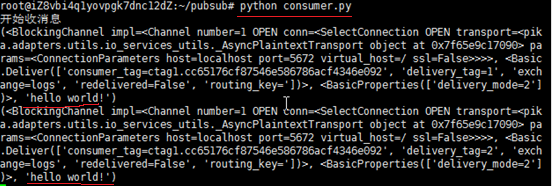 root@iZ8vbi4q1yovpgk7dnc12dZ:~/pubsub# python consumer.py
开始收消息
(<BlockingChannel impl=<Channel number=1 OPEN conn=<SelectConnection OPEN transport=<pik
a.adapters.utils.io_services_utils._AsyncPlaintextTransport object at 0x7f65e9c17090> pa
rams=<ConnectionParameters host=localhost port=5672 virtual_host=/ ssl=False>>>>, <Basic
.Deliver(['consumer_tag=ctag1.cc65176cf87546e586786acf4346e092', 'delivery_tag=1', 'exch
ange=logs', 'redelivered=False', 'routing_key='])>, <BasicProperties(['delivery_mode=2']
)>, 'hello world!')
(<BlockingChannel impl=<Channel number=1 OPEN conn=<SelectConnection OPEN transport=<pik
a.adapters.utils.io_services_utils._AsyncPlaintextTransport object at 0x7f65e9c17090> pa
rams=<ConnectionParameters host=localhost port=5672 virtual_host=/ ssl=False>>>>, <Basic
.Deliver(['consumer_tag=ctag1.cc65176cf87546e586786acf4346e092', 'delivery_tag=2', 'exch
ange=logs', 'redelivered=False', 'routing_key='])>, <BasicProperties(['delivery_mode=2']
)>, 'hello world!')